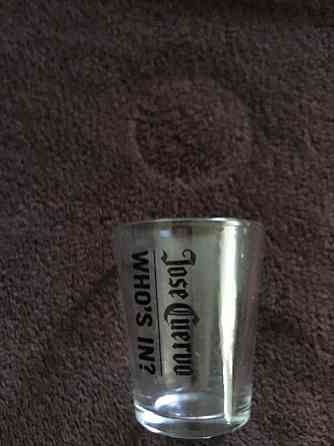 Jose Cuervo
WHO'S IN?